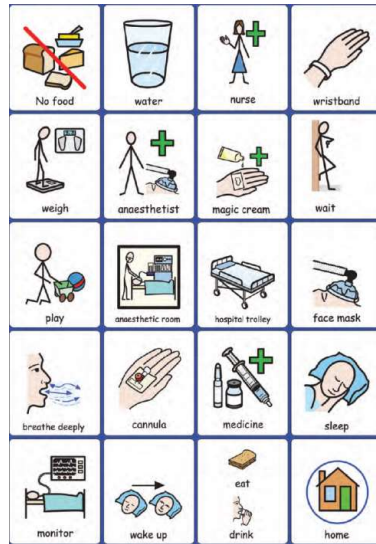 No food
water
nurse
wristband
weigh
anaesthetist
magic cream
wait
play
anaesthetic room
hospital trolley
face mask
breathe deeply
cannula
medicine
sleep
monitor
wake up
eat
drink
home